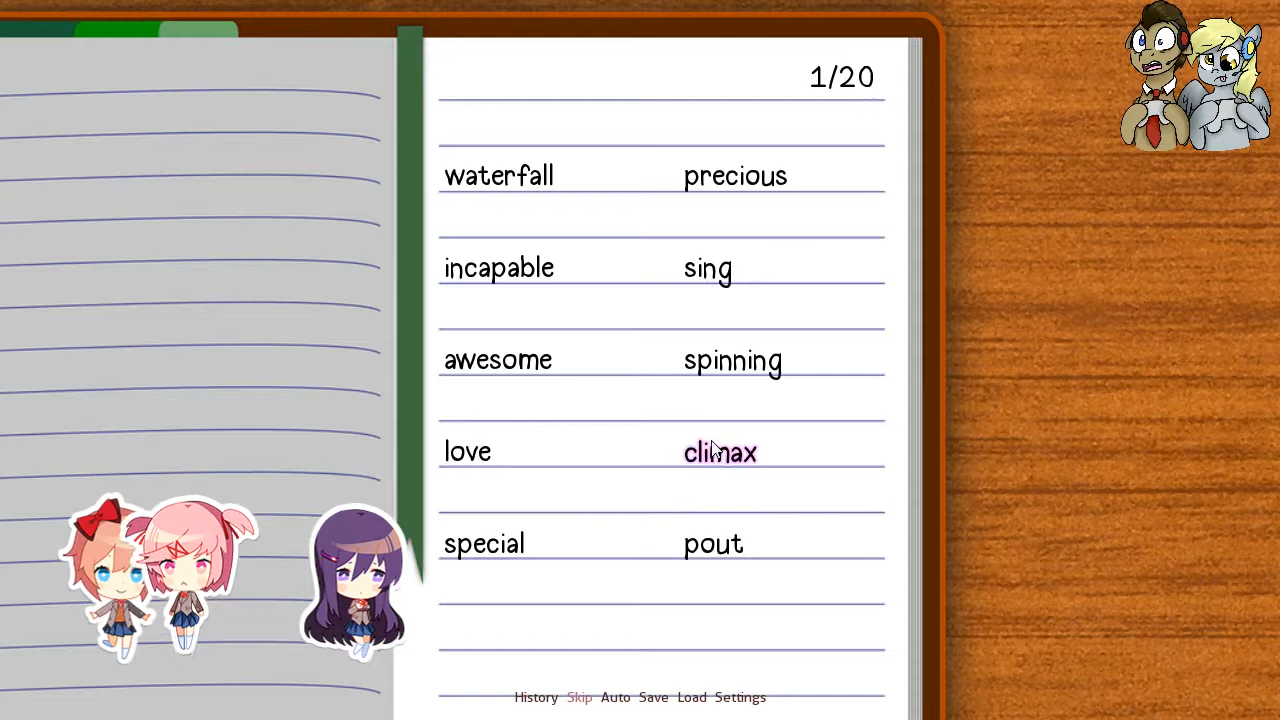 1/20
waterfall precious
incapable sing
awesome spinning
love climax
special pout
History Skip Auto Save Load Settings